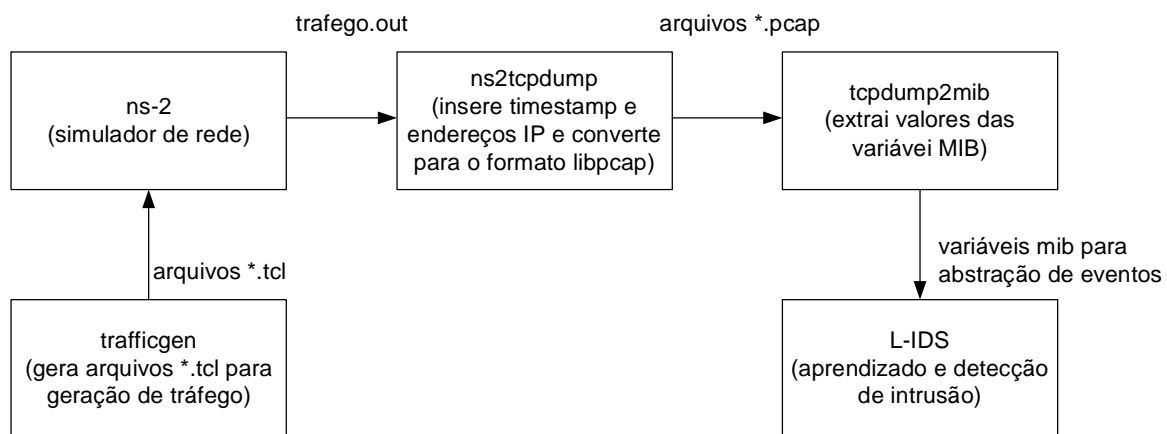 trafego.out
arquivos *.pcap
ns-2
(simulador de rede)
ns2tcpdump
(insere timestamp e
endereços IP e converte
para o formato libpcap)
tcpdump2mib
(extrai valores das
variávei MIB)
arquivos *.tcl
variáveis mib para
abstração de eventos
trafficgen
(gera arquivos *.tcl para
geração de tráfego)
L-IDS
(aprendizado e detecção
de intrusão)